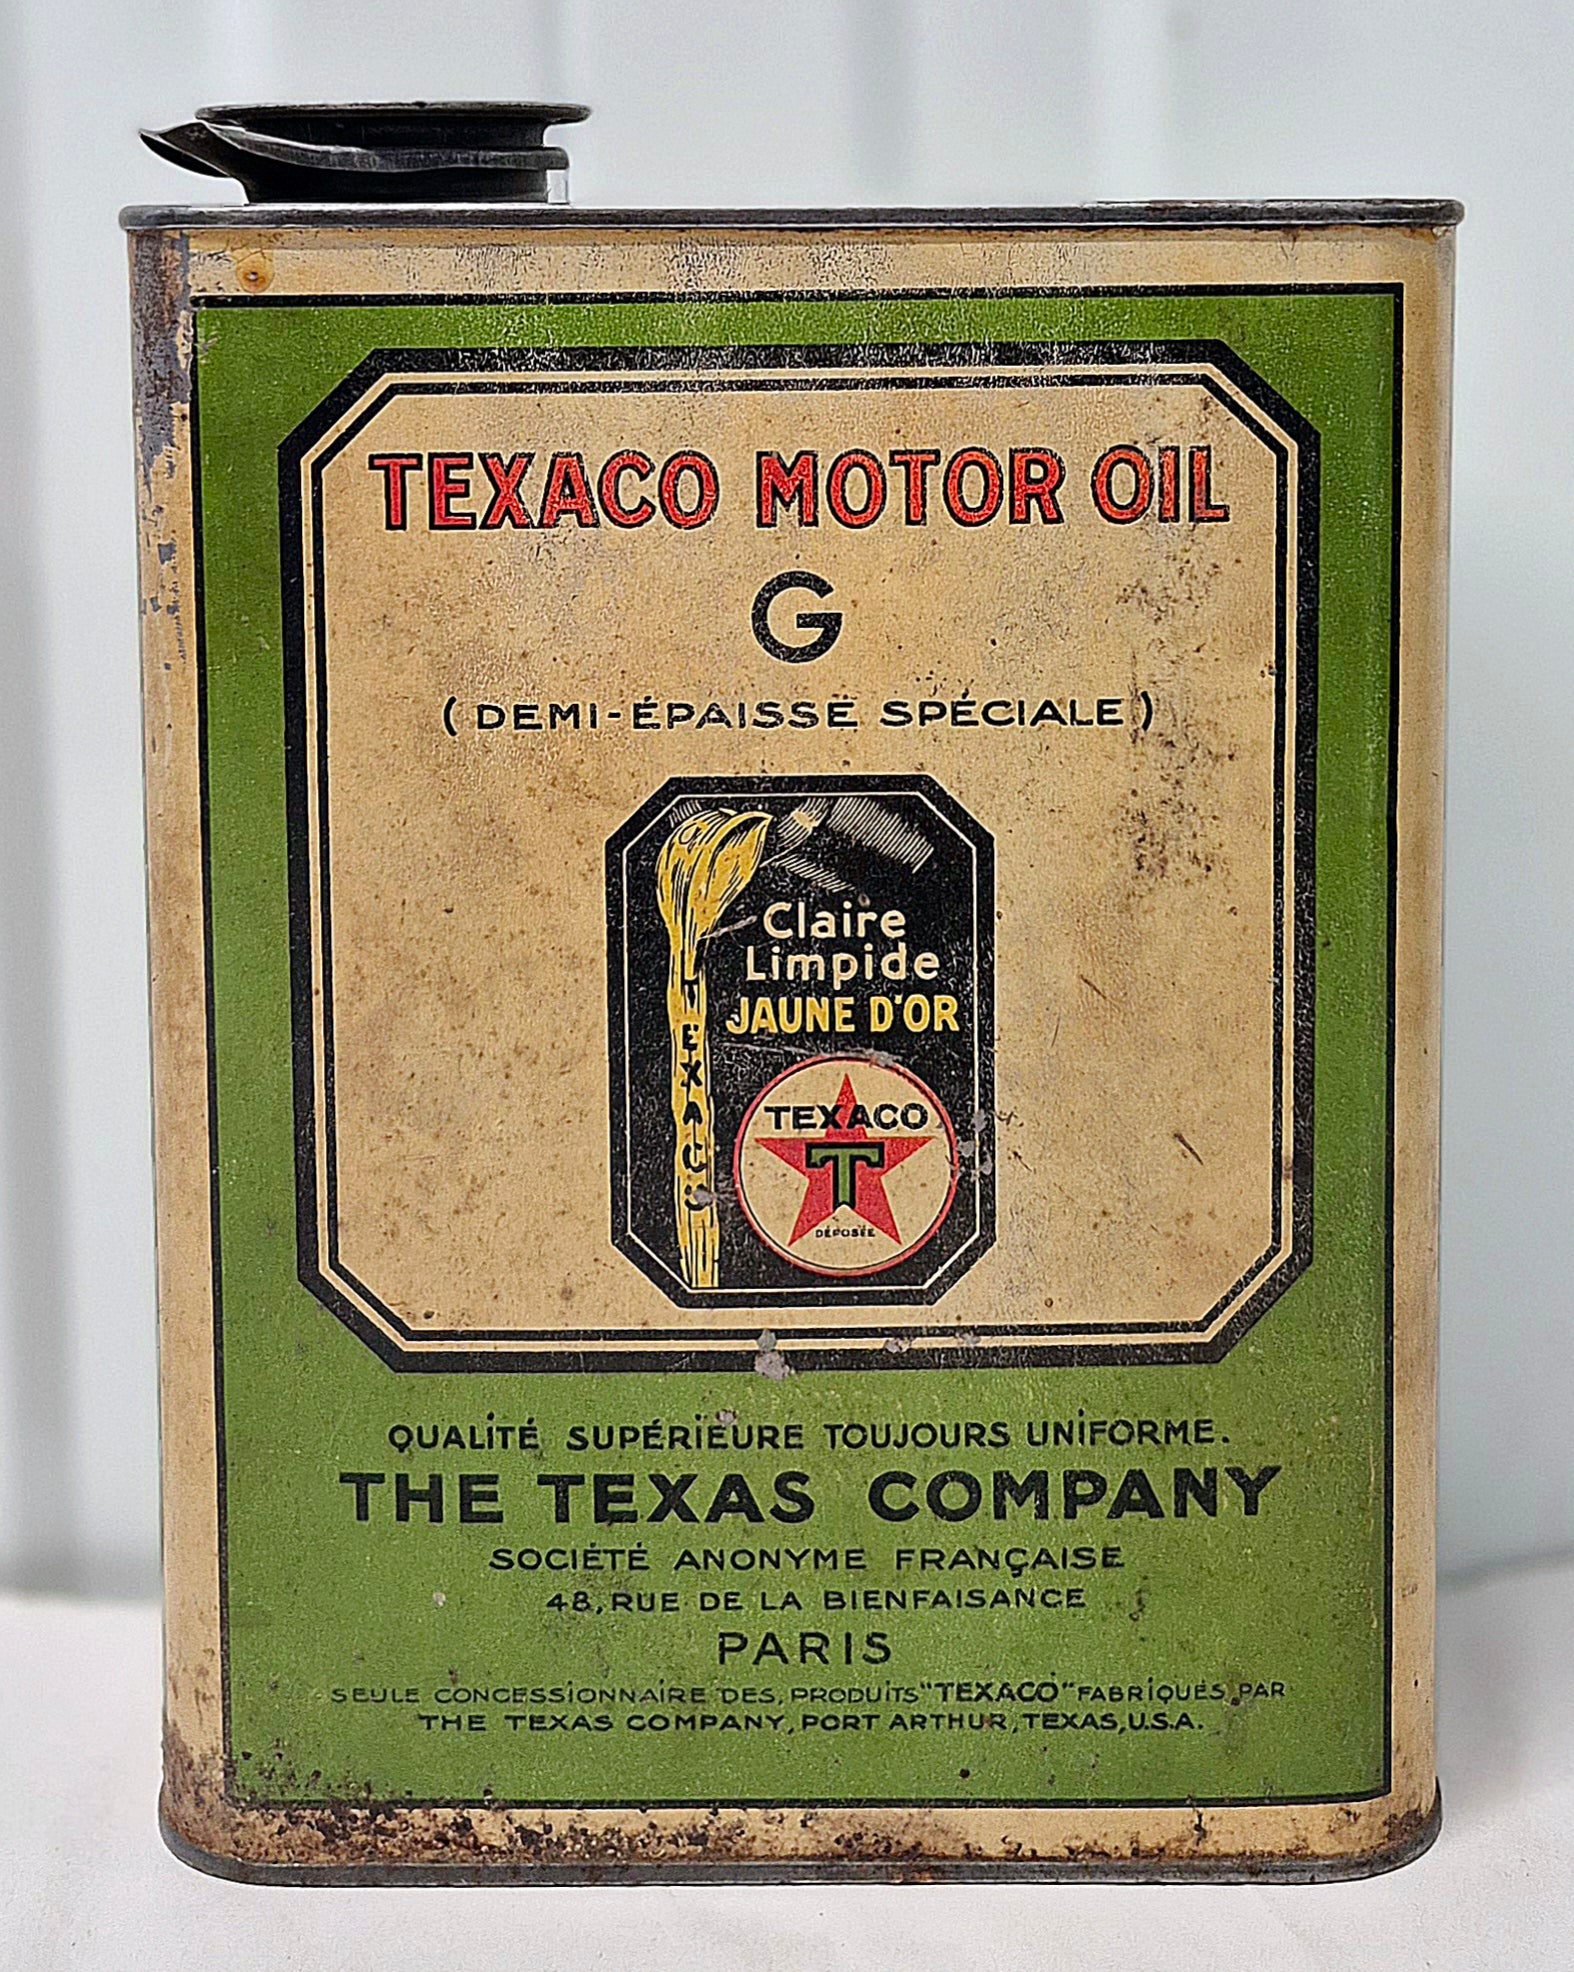 TEXACO MOTOR OIL
G
(DEMI-ÉPAISSE SPÉCIALE)
Claire
Limpide
JAUNE D'OR
TEXACO
TEXACO
T
DÉPOSÉE
QUALITÉ SUPÉRIEURE TOUJOURS UNIFORME.
THE TEXAS COMPANY
SOCIÉTÉ ANONYME FRANÇAISE
48, RUE DE LA BIENFAISANCE
PARIS
SEULE CONCESSIONNAIRE DES PRODUITS "TEXACO" FABRIQUÉS PAR
THE TEXAS COMPANY, PORT ARTHUR, TEXAS, U.S.A.